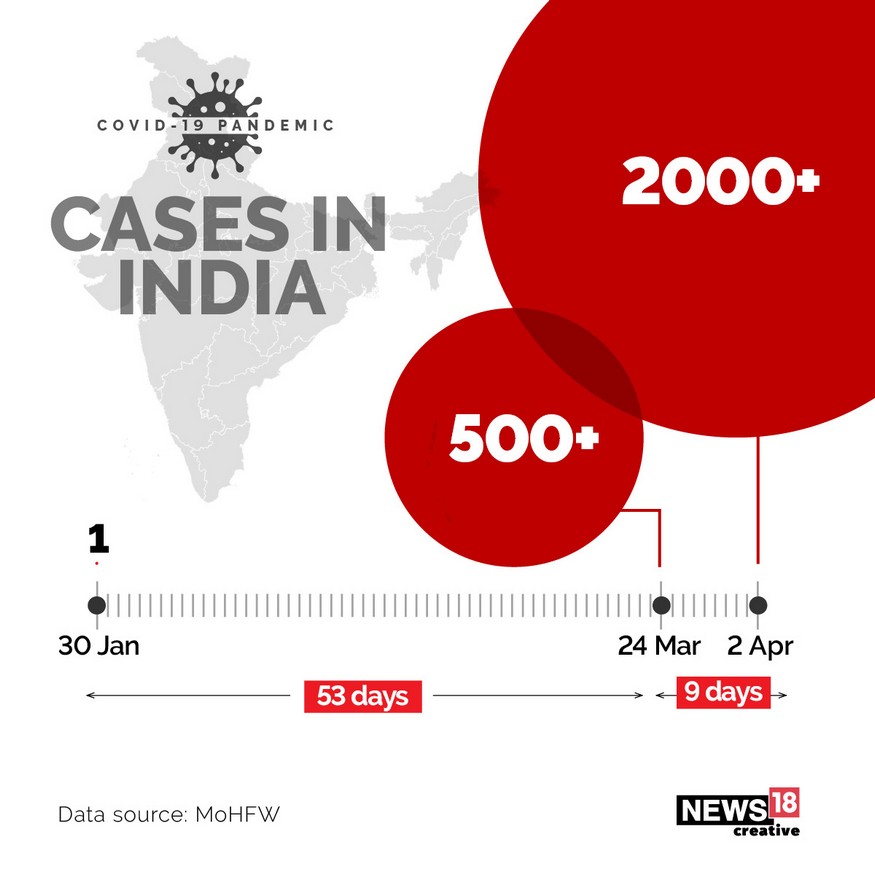 COVID-19 PANDEMIC
CASES IN
INDIA
2000+
500+
1
30 Jan
24 Mar
2 Apr
53 days
9 days
Data source: MoHFW
NEWS18
creative